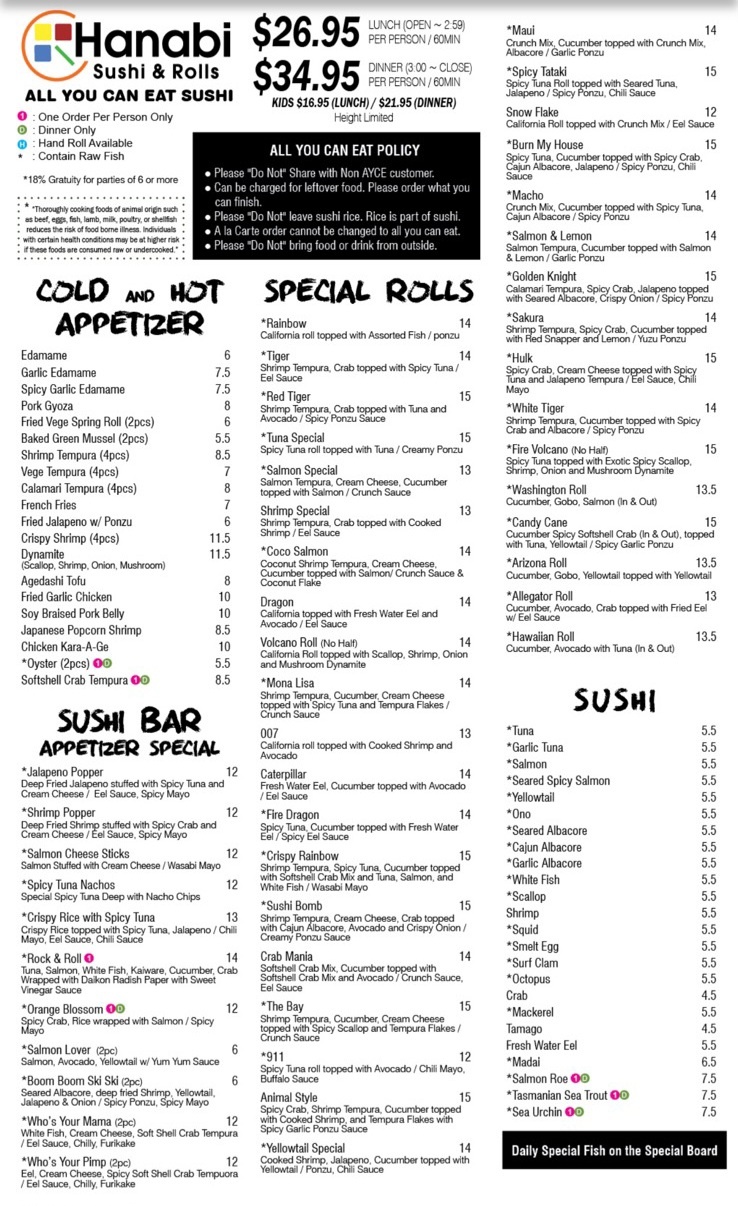 Hanabi
Sushi & Rolls
ALL YOU CAN EAT SUSHI
1 : One Order Per Person Only
D : Dinner Only
H : Hand Roll Available
* : Contain Raw Fish
*18% Gratuity for parties of 6 or more
* "Thoroughly cooking foods of animal origin such
as beef, eggs, fish, lamb, milk, poultry, or shellfish
reduces the risk of food borne illness. Individuals
with certain health conditions may be at higher risk
if these foods are consumed raw or undercooked."
$26.95 LUNCH (OPEN ~ 2:59)
PER PERSON / 60MIN
$34.95 DINNER (3:00 ~ CLOSE)
PER PERSON / 60MIN
KIDS $16.95 (LUNCH) / $21.95 (DINNER)
Height Limited
ALL YOU CAN EAT POLICY
● Please "Do Not" Share with Non AYCE customer.
● Can be charged for leftover food. Please order what you
can finish.
● Please "Do Not" leave sushi rice. Rice is part of sushi.
● A la Carte order cannot be changed to all you can eat.
● Please "Do Not" bring food or drink from outside.
COLD AND HOT
APPETIZER
Edamame 6
Garlic Edamame 7.5
Spicy Garlic Edamame 7.5
Pork Gyoza 8
Fried Vege Spring Roll (2pcs) 6
Baked Green Mussel (2pcs) 5.5
Shrimp Tempura (4pcs) 8.5
Vege Tempura (4pcs) 7
Calamari Tempura (4pcs) 8
French Fries 7
Fried Jalapeno w/ Ponzu 6
Crispy Shrimp (4pcs) 11.5
Dynamite 11.5
(Scallop, Shrimp, Onion, Mushroom)
Agedashi Tofu 8
Fried Garlic Chicken 10
Soy Braised Pork Belly 10
Japanese Popcorn Shrimp 8.5
Chicken Kara-A-Ge 10
*Oyster (2pcs) 1 D 5.5
Softshell Crab Tempura 1 D 8.5
SUSHI BAR
APPETIZER SPECIAL
*Jalapeno Popper 12
Deep Fried Jalapeno stuffed with Spicy Tuna and
Cream Cheese / Eel Sauce, Spicy Mayo
*Shrimp Popper 12
Deep Fried Shrimp stuffed with Spicy Crab and
Cream Cheese / Eel Sauce, Spicy Mayo
*Salmon Cheese Sticks 12
Salmon Stuffed with Cream Cheese / Wasabi Mayo
*Spicy Tuna Nachos 12
Special Spicy Tuna Deep with Nacho Chips
*Crispy Rice with Spicy Tuna 13
Crispy Rice topped with Spicy Tuna, Jalapeno / Chili
Mayo, Eel Sauce, Chili Sauce
*Rock & Roll 1 14
Tuna, Salmon, White Fish, Kaiware, Cucumber, Crab
Wrapped with Daikon Radish Paper with Sweet
Vinegar Sauce
*Orange Blossom 1 D 12
Spicy Crab, Rice wrapped with Salmon / Spicy
Mayo
*Salmon Lover (2pc) 6
Salmon, Avocado, Yellowtail w/ Yum Yum Sauce
*Boom Boom Ski Ski (2pc) 6
Seared Albacore, deep fried Shrimp, Yellowtail,
Jalapeno & Onion / Spicy Ponzu, Spicy Mayo
*Who's Your Mama (2pc) 12
White Fish, Cream Cheese, Soft Shell Crab Tempura
/ Eel Sauce, Chilly, Furikake
*Who's Your Pimp (2pc) 12
Eel, Cream Cheese, Spicy Soft Shell Crab Tempuora
/ Eel Sauce, Chilly, Furikake
SPECIAL ROLLS
*Rainbow 14
California roll topped with Assorted Fish / ponzu
*Tiger 14
Shrimp Tempura, Crab topped with Spicy Tuna /
Eel Sauce
*Red Tiger 15
Shrimp Tempura, Crab topped with Tuna and
Avocado / Spicy Ponzu Sauce
*Tuna Special 15
Spicy Tuna roll topped with Tuna / Creamy Ponzu
*Salmon Special 13
Salmon Tempura, Cream Cheese, Cucumber
topped with Salmon / Crunch Sauce
Shrimp Special 13
Shrimp Tempura, Crab topped with Cooked
Shrimp / Eel Sauce
*Coco Salmon 14
Coconut Shrimp Tempura, Cream Cheese,
Cucumber topped with Salmon/ Crunch Sauce &
Coconut Flake
Dragon 14
California topped with Fresh Water Eel and
Avocado / Eel Sauce
Volcano Roll (No Half) 14
California Roll topped with Scallop, Shrimp, Onion
and Mushroom Dynamite
*Mona Lisa 14
Shrimp Tempura, Cucumber, Cream Cheese
topped with Spicy Tuna and Tempura Flakes /
Crunch Sauce
007 13
California roll topped with Cooked Shrimp and
Avocado
Caterpillar 14
Fresh Water Eel, Cucumber topped with Avocado
/ Eel Sauce
*Fire Dragon 14
Spicy Tuna, Cucumber topped with Fresh Water
Eel / Spicy Eel Sauce
*Crispy Rainbow 15
Shrimp Tempura, Spicy Tuna, Cucumber topped
with Softshell Crab Mix and Tuna, Salmon, and
White Fish / Wasabi Mayo
*Sushi Bomb 15
Shrimp Tempura, Cream Cheese, Crab topped
with Cajun Albacore, Avocado and Crispy Onion /
Creamy Ponzu Sauce
Crab Mania 14
Softshell Crab Mix, Cucumber topped with
Softshell Crab Mix and Avocado / Crunch Sauce,
Eel Sauce
*The Bay 15
Shrimp Tempura, Cucumber, Cream Cheese
topped with Spicy Scallop and Tempura Flakes /
Crunch Sauce
*911 12
Spicy Tuna roll topped with Avocado / Chili Mayo,
Buffalo Sauce
Animal Style 15
Spicy Crab, Shrimp Tempura, Cucumber topped
with Cooked Shrimp, and Tempura Flakes with
Spicy Garlic Ponzu Sauce
*Yellowtail Special 14
Cooked Shrimp, Jalapeno, Cucumber topped with
Yellowtail / Ponzu, Chili Sauce
*Maui 14
Crunch Mix, Cucumber topped with Crunch Mix,
Albacore / Garlic Ponzu
*Spicy Tataki 15
Spicy Tuna Roll topped with Seared Tuna,
Jalapeno / Spicy Ponzu, Chili Sauce
Snow Flake 12
California Roll topped with Crunch Mix / Eel Sauce
*Burn My House 15
Spicy Tuna, Cucumber topped with Spicy Crab,
Cajun Albacore, Jalapeno / Spicy Ponzu, Chili
Sauce
*Macho 14
Crunch Mix, Cucumber topped with Spicy Tuna,
Cajun Albacore / Spicy Ponzu
*Salmon & Lemon 14
Salmon Tempura, Cucumber topped with Salmon
& Lemon / Garlic Ponzu
*Golden Knight 15
Calamari Tempura, Spicy Crab, Jalapeno topped
with Seared Albacore, Crispy Onion / Spicy Ponzu
*Sakura 14
Shrimp Tempura, Spicy Crab, Cucumber topped
with Red Snapper and Lemon / Yuzu Ponzu
*Hulk 15
Spicy Crab, Cream Cheese topped with Spicy
Tuna and Jalapeno Tempura / Eel Sauce, Chili
Mayo
*White Tiger 14
Shrimp Tempura, Cucumber topped with Spicy
Crab and Albacore / Spicy Ponzu
*Fire Volcano (No Half) 15
Spicy Tuna topped with Exotic Spicy Scallop,
Shrimp, Onion and Mushroom Dynamite
*Washington Roll 13.5
Cucumber, Gobo, Salmon (In & Out)
*Candy Cane 15
Cucumber Spicy Softshell Crab (In & Out), topped
with Tuna, Yellowtail / Spicy Garlic Ponzu
*Arizona Roll 13.5
Cucumber, Gobo, Yellowtail topped with Yellowtail
*Allegator Roll 13
Cucumber, Avocado, Crab topped with Fried Eel
w/ Eel Sauce
*Hawaiian Roll 13.5
Cucumber, Avocado with Tuna (In & Out)
SUSHI
*Tuna 5.5
*Garlic Tuna 5.5
*Salmon 5.5
*Seared Spicy Salmon 5.5
*Yellowtail 5.5
*Ono 5.5
*Seared Albacore 5.5
*Cajun Albacore 5.5
*Garlic Albacore 5.5
*White Fish 5.5
*Scallop 5.5
Shrimp 5.5
*Squid 5.5
*Smelt Egg 5.5
*Surf Clam 5.5
*Octopus 5.5
Crab 4.5
*Mackerel 5.5
Tamago 4.5
Fresh Water Eel 5.5
*Madai 6.5
*Salmon Roe 1 D 7.5
*Tasmanian Sea Trout 1 D 7.5
*Sea Urchin 1 D 7.5
Daily Special Fish on the Special Board